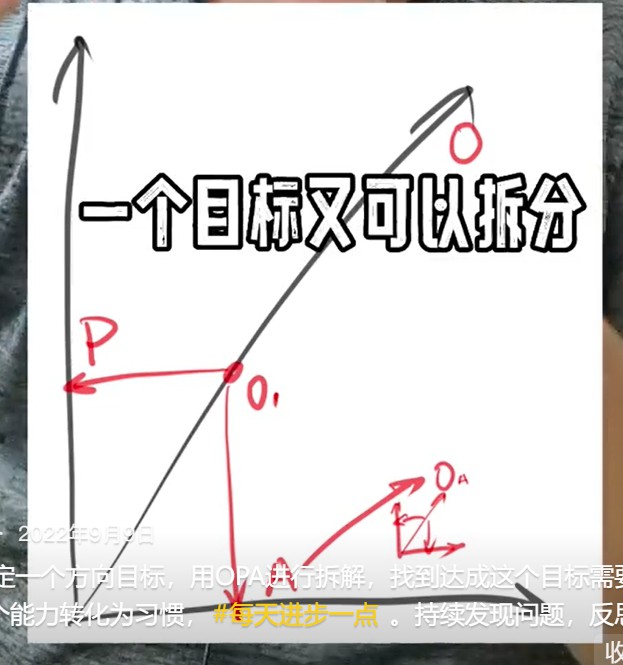 O
一个目标又可以拆分
P
O₁
OA
A
· 2022年9月9日
定一个方向目标，用OPA进行拆解，找到达成这个目标需要
个能力转化为习惯，#每天进步一点 。持续发现问题，反思
收